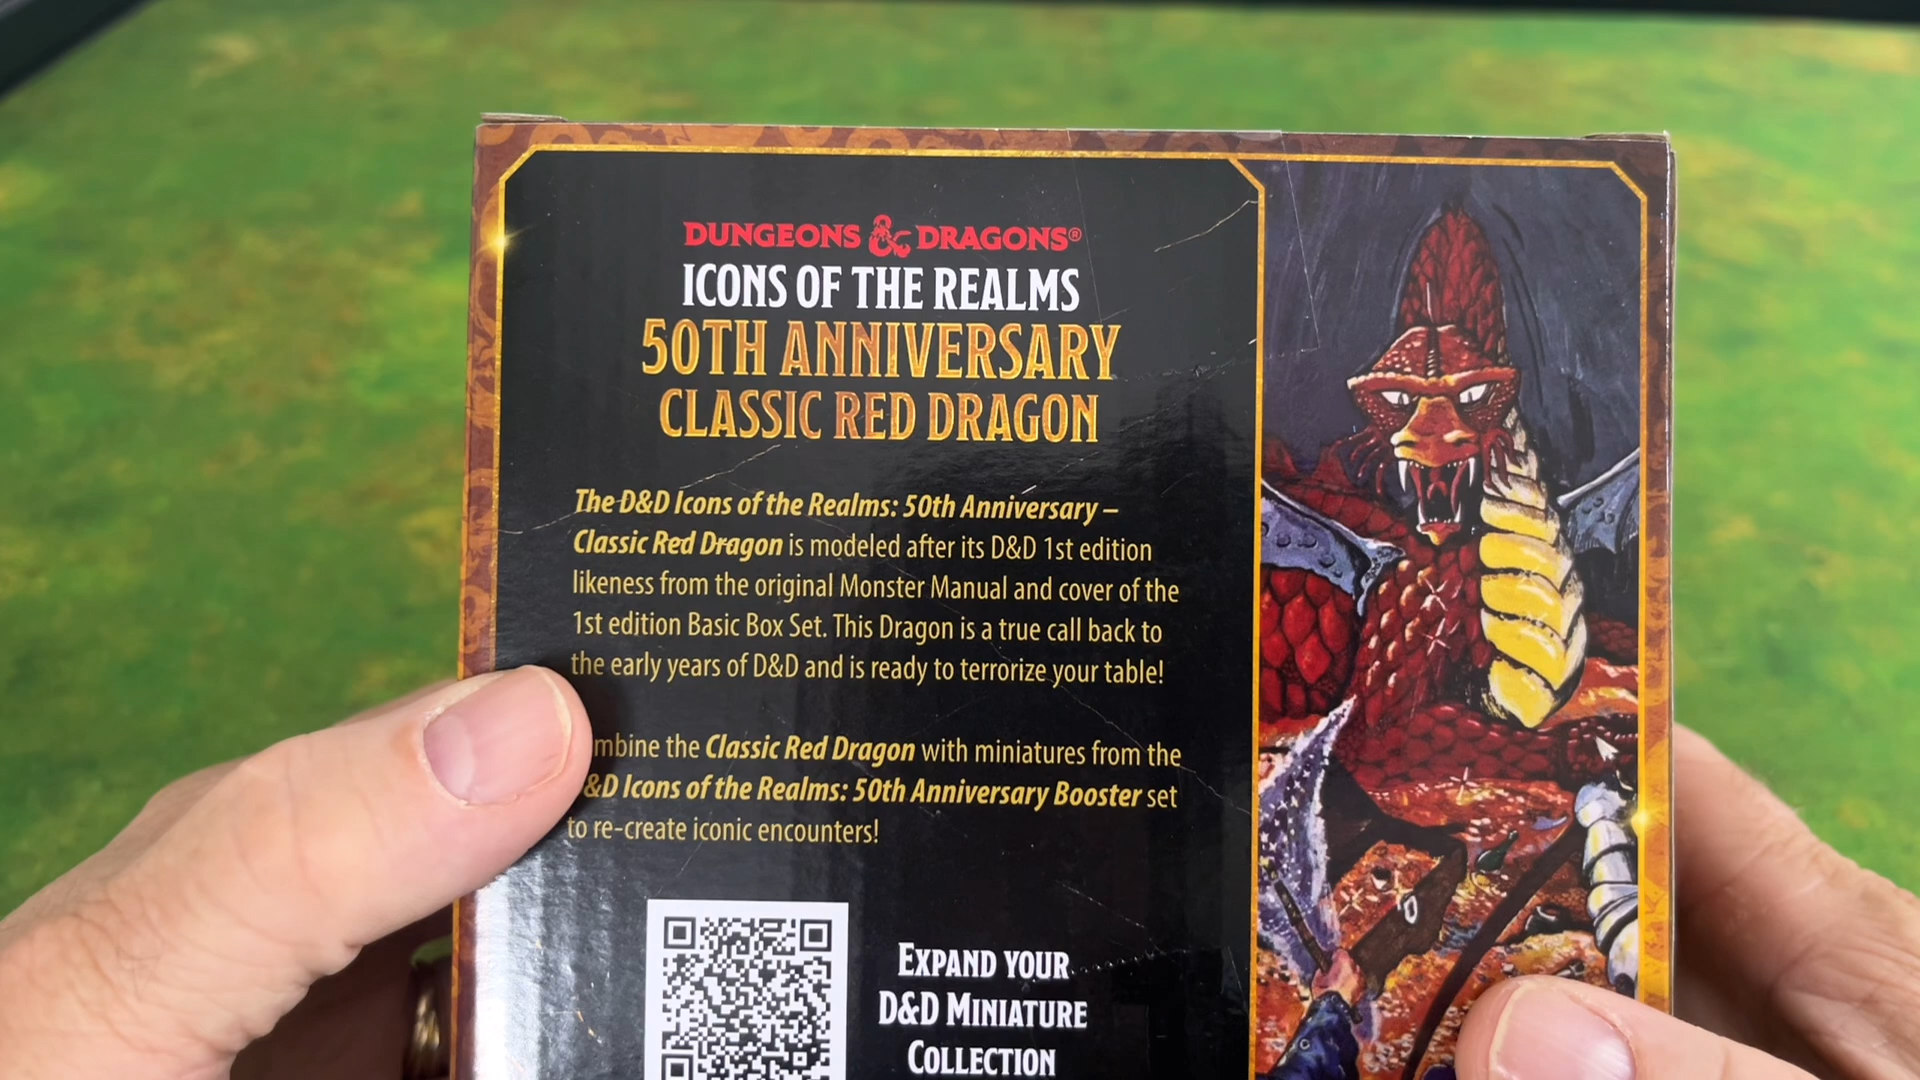 DUNGEONS & DRAGONS®
ICONS OF THE REALMS
50TH ANNIVERSARY
CLASSIC RED DRAGON
The D&D Icons of the Realms: 50th Anniversary –
Classic Red Dragon is modeled after its D&D 1st edition
likeness from the original Monster Manual and cover of the
1st edition Basic Box Set. This Dragon is a true call back to
the early years of D&D and is ready to terrorize your table!
mbine the Classic Red Dragon with miniatures from the
&D Icons of the Realms: 50th Anniversary Booster set
to re-create iconic encounters!
EXPAND YOUR
D&D MINIATURE
COLLECTION